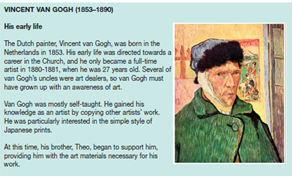 VINCENT VAN GOGH (1853–1890)
His early life
The Dutch painter, Vincent van Gogh, was born in the
Netherlands in 1853. His early life was directed towards a
career in the Church, and he only became a full-time
artist in 1880-1881, when he was 27 years old. Several of
van Gogh's uncles were art dealers, so van Gogh must
have grown up with an awareness of art.
Van Gogh was mostly self-taught. He gained his
knowledge as an artist by copying other artists' work.
He was particularly interested in the simple style of
Japanese prints.
At this time, his brother, Theo, began to support him,
providing him with the art materials necessary for his
work.